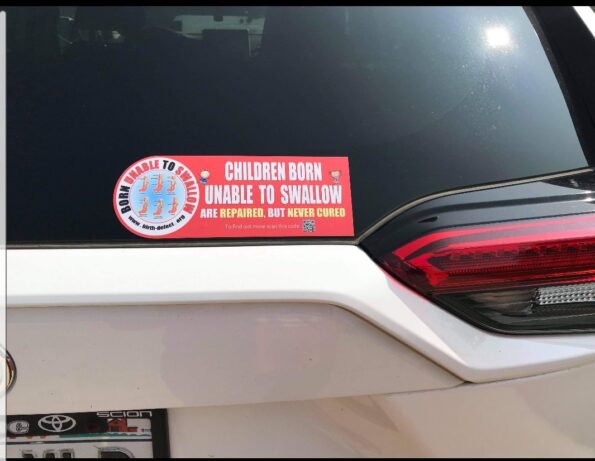 BORN UNABLE TO SWALLOW
www.birth-defect.org
CHILDREN BORN
UNABLE TO SWALLOW
ARE REPAIRED, BUT NEVER CURED
To find out more scan this code
SCION